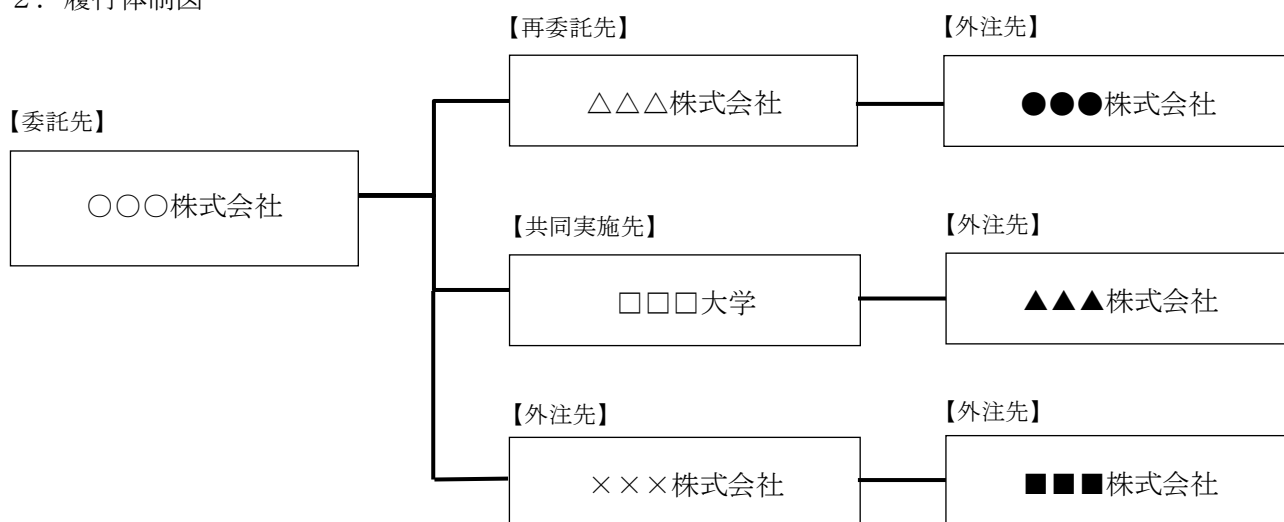 ２．履行体制図
【再委託先】
【外注先】
△△△株式会社
●●●株式会社
【委託先】
○○○株式会社
【共同実施先】
【外注先】
□□□大学
▲▲▲株式会社
【外注先】
【外注先】
×××株式会社
■■■株式会社